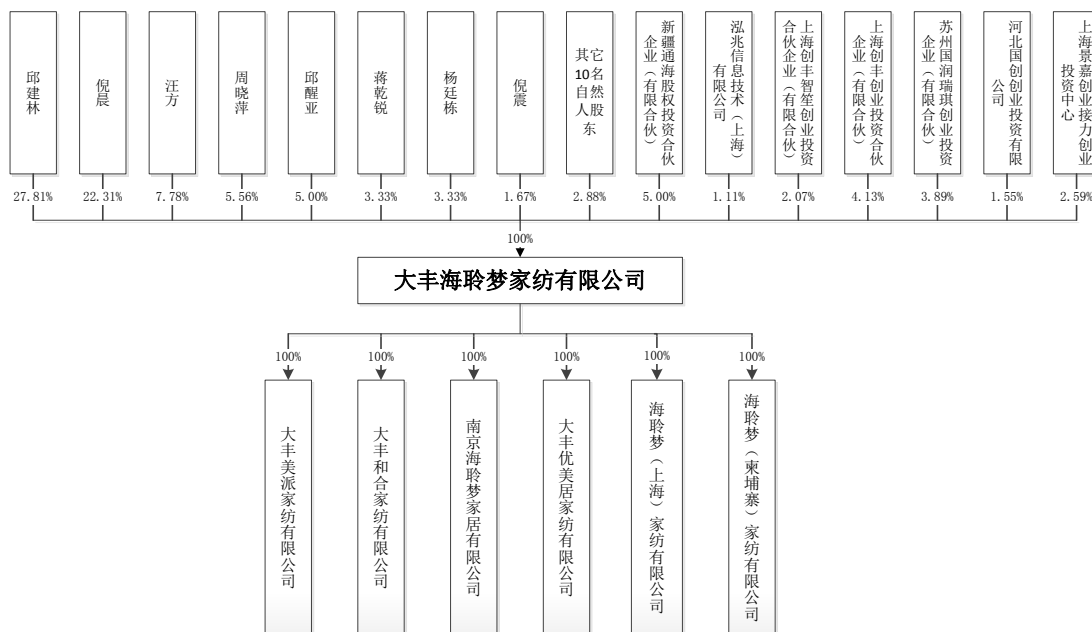 邱建林
倪晨
汪方
周晓萍
邱醒亚
蒋乾锐
杨廷栋
倪震
其它
10名
自然
人股
东
新疆通海股权投资合伙
企业（有限合伙）
泓兆信息技术（上海）
有限公司
上海创丰智笙创业投资
合伙企业（有限合伙）
上海创丰创业投资合伙
企业（有限合伙）
苏州国润瑞祺创业投资
企业（有限合伙）
河北国创创业投资有限
公司
上海景嘉创业接力创业
投资中心
27.81%
22.31%
7.78%
5.56%
5.00%
3.33%
3.33%
1.67%
2.88%
5.00%
1.11%
2.07%
4.13%
3.89%
1.55%
2.59%
100%
大丰海聆梦家纺有限公司
100%
100%
100%
100%
100%
100%
大丰美派家纺有限公司
大丰和合家纺有限公司
南京海聆梦家居有限公司
大丰优美居家纺有限公司
海聆梦（上海）家纺有限公司
海聆梦（柬埔寨）家纺有限公司